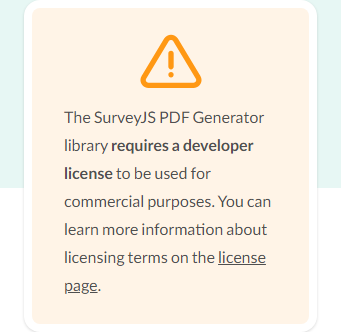 The SurveyJS PDF Generator
library requires a developer
license to be used for
commercial purposes. You can
learn more information about
licensing terms on the license
page.